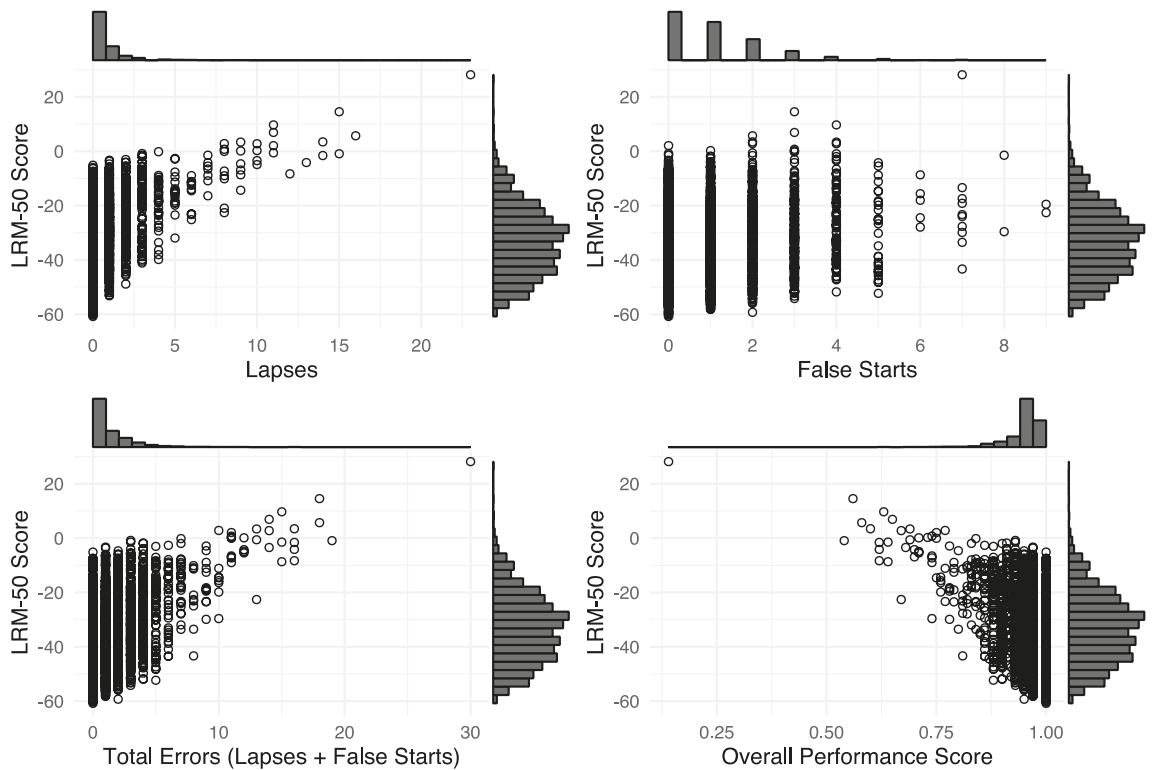 20
0
-20
-40
-60
LRM-50 Score
0 5 10 15 20
Lapses
20
0
-20
-40
-60
LRM-50 Score
0 2 4 6 8
False Starts
20
0
-20
-40
-60
LRM-50 Score
0 10 20 30
Total Errors (Lapses + False Starts)
20
0
-20
-40
-60
LRM-50 Score
0.25 0.50 0.75 1.00
Overall Performance Score